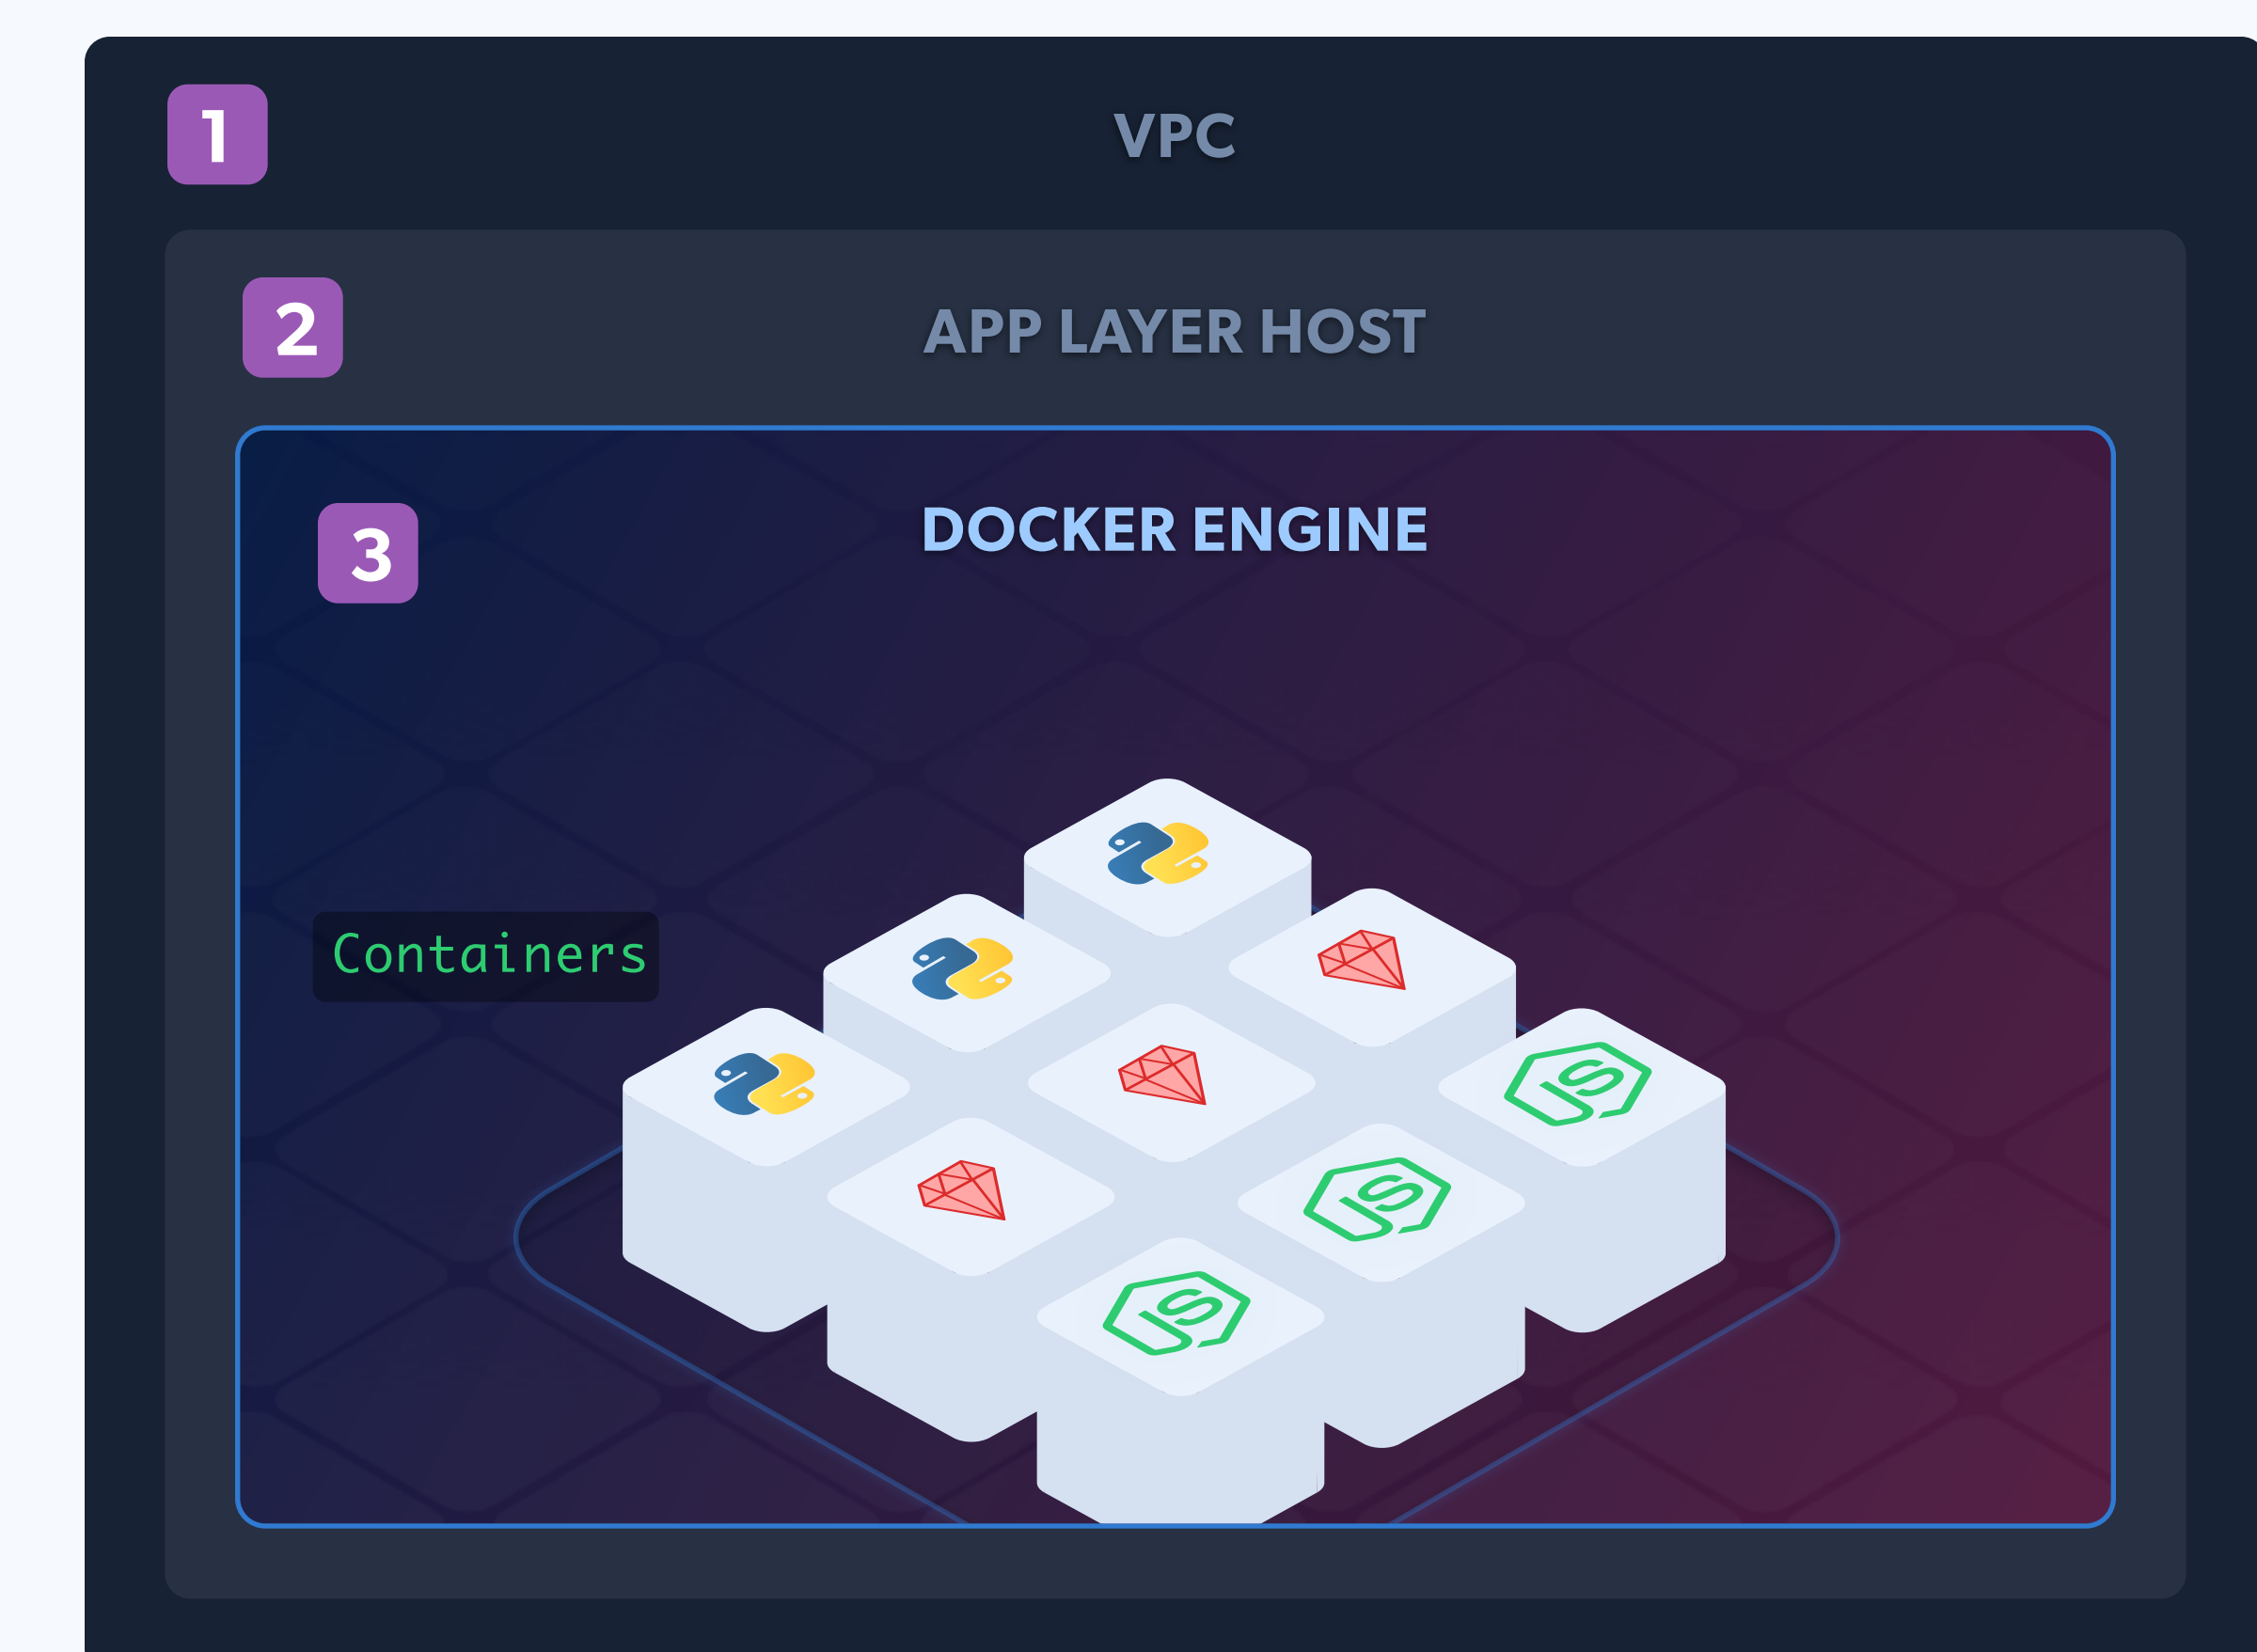 1
VPC
2
APP LAYER HOST
3
DOCKER ENGINE
Containers